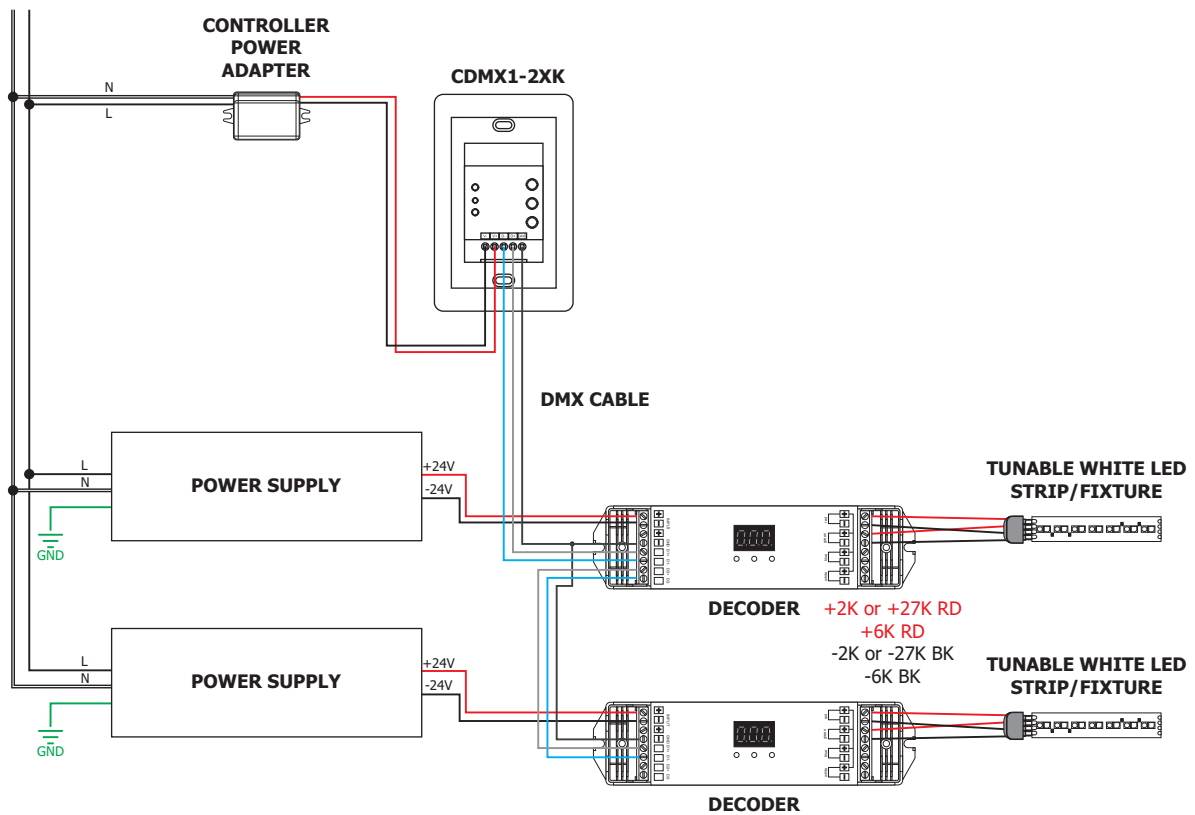 CONTROLLER
POWER
ADAPTER
N
L
CDMX1-2XK
DMX CABLE
L
N
POWER SUPPLY
+24V
-24V
GND
TUNABLE WHITE LED
STRIP/FIXTURE
DECODER
+2K or +27K RD
+6K RD
-2K or -27K BK
-6K BK
L
N
POWER SUPPLY
+24V
-24V
GND
TUNABLE WHITE LED
STRIP/FIXTURE
DECODER